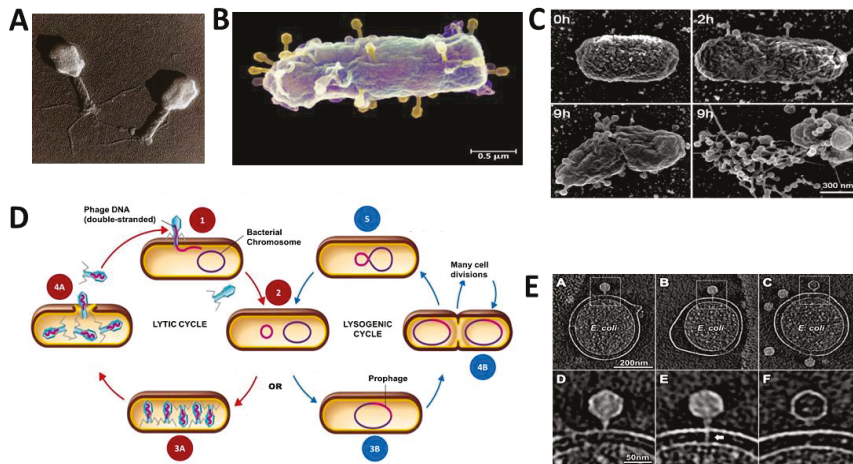 A
B
0.5 µm
C
0h
2h
9h
9h
300 nm
D
Phage DNA
(double-stranded)
1
Bacterial
Chromosome
5
Many cell
divisions
4A
2
LYTIC CYCLE
LYSOGENIC
CYCLE
4B
OR
Prophage
3A
3B
E
A
B
C
E. coli
E. coli
E. coli
200nm
D
E
F
50nm